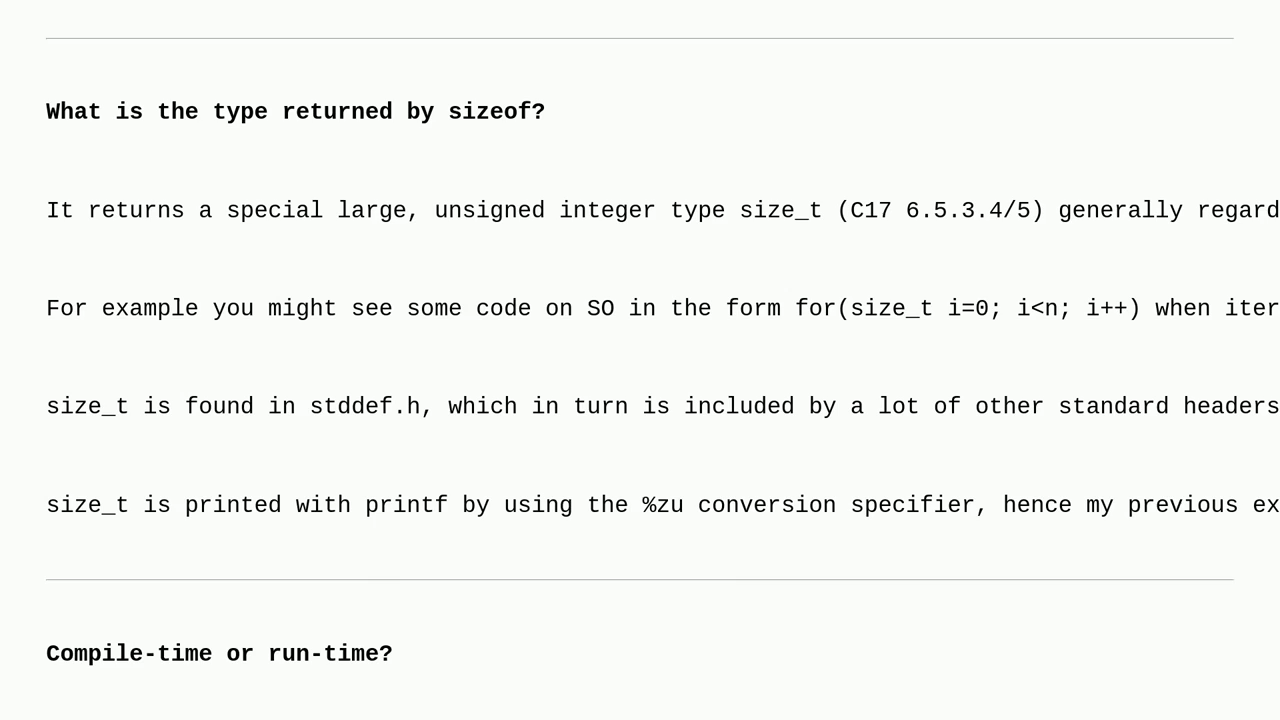 What is the type returned by sizeof?
It returns a special large, unsigned integer type size_t (C17 6.5.3.4/5) generally regard
For example you might see some code on SO in the form for(size_t i=0; i<n; i++) when iter
size_t is found in stddef.h, which in turn is included by a lot of other standard headers
size_t is printed with printf by using the %zu conversion specifier, hence my previous ex
Compile-time or run-time?